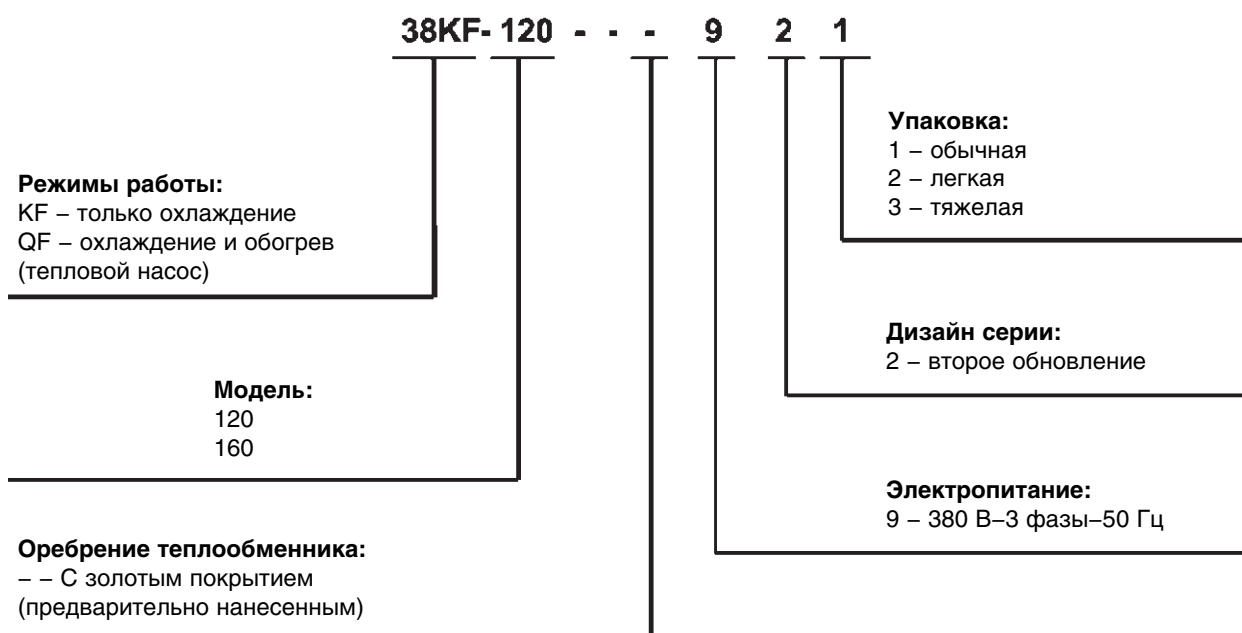 38KF- 120 - - - 9 2 1
Упаковка:
1 – обычная
2 – легкая
3 – тяжелая
Режимы работы:
KF – только охлаждение
QF – охлаждение и обогрев
(тепловой насос)
Дизайн серии:
2 – второе обновление
Модель:
120
160
Электропитание:
9 – 380 В–3 фазы–50 Гц
Оребрение теплообменника:
– – С золотым покрытием
(предварительно нанесенным)